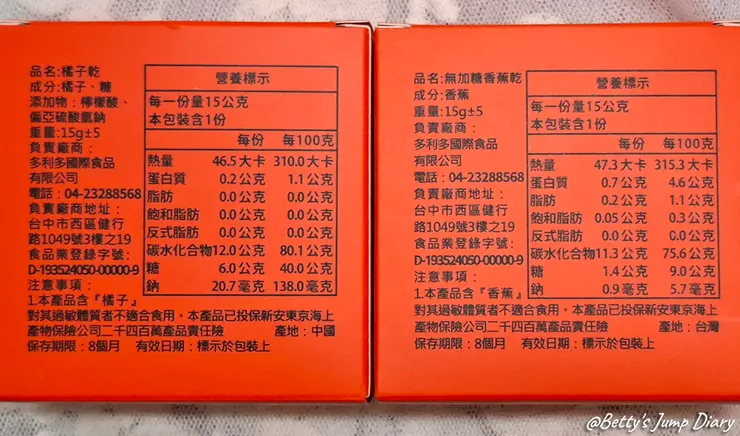 品名:橘子乾
成分:橘子、糖
添加物：檸檬酸、
偏亞硫酸氫鈉
重量:15g±5
負責廠商：
多利多國際食品
有限公司
電話：04-23288568
負責廠商地址：
台中市西區健行
路1049號3樓之19
食品業登錄字號:
D-193524050-00000-9
注意事項：
1.本產品含『橘子』
對其過敏體質者不適合食用。本產品已投保新安東京海上
產物保險公司二千四百萬產品責任險 產地：中國
保存期限：8個月 有效日期：標示於包裝上
營養標示
每一份量15公克
本包裝含1份
每份 每100克
熱量 46.5大卡 310.0大卡
蛋白質 0.2公克 1.1公克
脂肪 0.0公克 0.0公克
飽和脂肪 0.0公克 0.0公克
反式脂肪 0.0公克 0.0公克
碳水化合物12.0公克 80.1公克
糖 6.0公克 40.0公克
鈉 20.7毫克 138.0毫克
品名:無加糖香蕉乾
成分:香蕉
重量:15g±5
負責廠商：
多利多國際食品
有限公司
電話：04-23288568
負責廠商地址：
台中市西區健行
路1049號3樓之19
食品業登錄字號：
D-193524050-00000-9
注意事項：
1.本產品含『香蕉』
對其過敏體質者不適合食用。本產品已投保新安東京海上
產物保險公司二千四百萬產品責任險 產地：台灣
保存期限：8個月 有效日期：標示於包裝上
營養標示
每一份量15公克
本包裝含1份
每份 每100克
熱量 47.3大卡 315.3大卡
蛋白質 0.7公克 4.6公克
脂肪 0.2公克 1.1公克
飽和脂肪 0.05公克 0.3公克
反式脂肪 0.0公克 0.0公克
碳水化合物11.3公克 75.6公克
糖 1.4公克 9.0公克
鈉 0.9毫克 5.7毫克
@Betty's Jump Diary